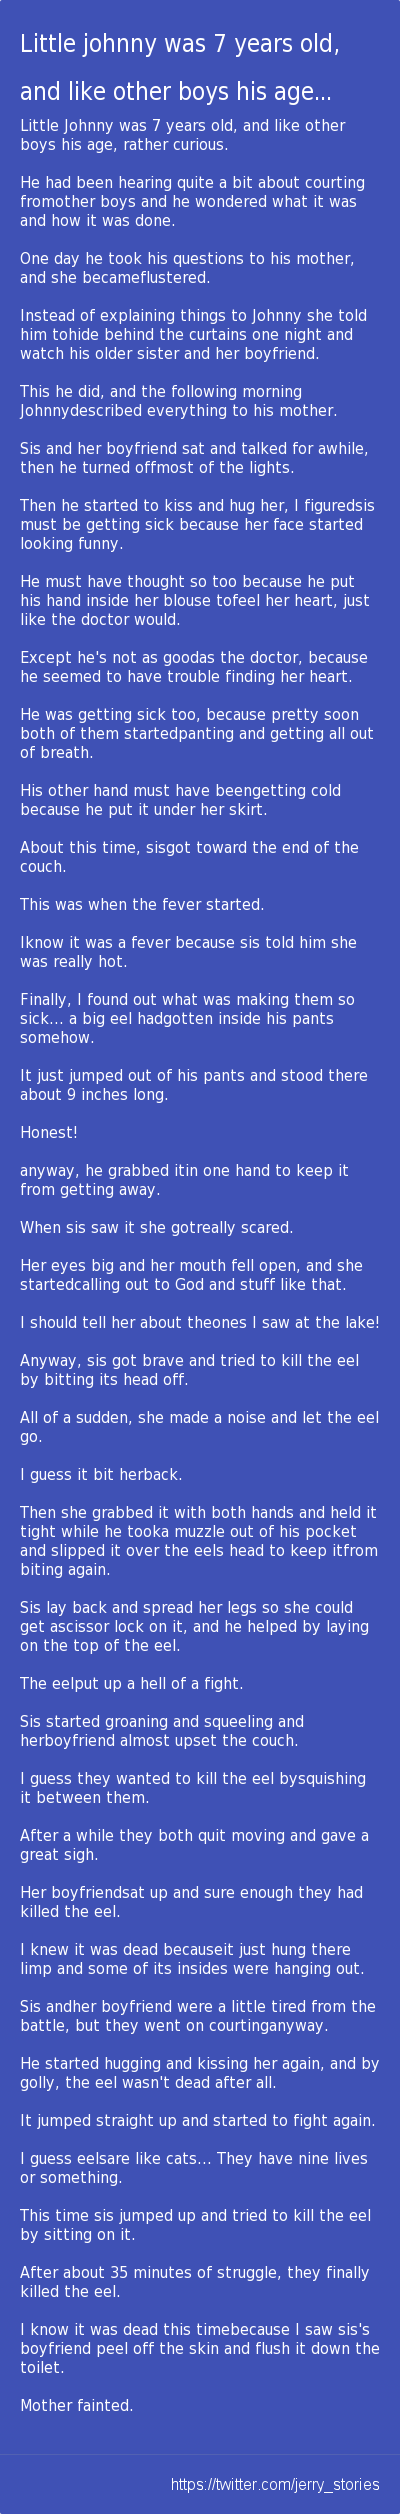 Little johnny was 7 years old,
and like other boys his age...
Little Johnny was 7 years old, and like other
boys his age, rather curious.
He had been hearing quite a bit about courting
fromother boys and he wondered what it was
and how it was done.
One day he took his questions to his mother,
and she becameflustered.
Instead of explaining things to Johnny she told
him tohide behind the curtains one night and
watch his older sister and her boyfriend.
This he did, and the following morning
Johnnydescribed everything to his mother.
Sis and her boyfriend sat and talked for awhile,
then he turned offmost of the lights.
Then he started to kiss and hug her, I figuredsis
must be getting sick because her face started
looking funny.
He must have thought so too because he put
his hand inside her blouse tofeel her heart, just
like the doctor would.
Except he's not as goodas the doctor, because
he seemed to have trouble finding her heart.
He was getting sick too, because pretty soon
both of them startedpanting and getting all out
of breath.
His other hand must have beengetting cold
because he put it under her skirt.
About this time, sisgot toward the end of the
couch.
This was when the fever started.
Iknow it was a fever because sis told him she
was really hot.
Finally, I found out what was making them so
sick... a big eel hadgotten inside his pants
somehow.
It just jumped out of his pants and stood there
about 9 inches long.
Honest!
anyway, he grabbed itin one hand to keep it
from getting away.
When sis saw it she gotreally scared.
Her eyes big and her mouth fell open, and she
startedcalling out to God and stuff like that.
I should tell her about theones I saw at the lake!
Anyway, sis got brave and tried to kill the eel
by bitting its head off.
All of a sudden, she made a noise and let the eel
go.
I guess it bit herback.
Then she grabbed it with both hands and held it
tight while he tooka muzzle out of his pocket
and slipped it over the eels head to keep itfrom
biting again.
Sis lay back and spread her legs so she could
get ascissor lock on it, and he helped by laying
on the top of the eel.
The eelput up a hell of a fight.
Sis started groaning and squeeling and
herboyfriend almost upset the couch.
I guess they wanted to kill the eel bysquishing
it between them.
After a while they both quit moving and gave a
great sigh.
Her boyfriendsat up and sure enough they had
killed the eel.
I knew it was dead becauseit just hung there
limp and some of its insides were hanging out.
Sis andher boyfriend were a little tired from the
battle, but they went on courtinganyway.
He started hugging and kissing her again, and by
golly, the eel wasn't dead after all.
It jumped straight up and started to fight again.
I guess eelsare like cats... They have nine lives
or something.
This time sis jumped up and tried to kill the eel
by sitting on it.
After about 35 minutes of struggle, they finally
killed the eel.
I know it was dead this timebecause I saw sis's
boyfriend peel off the skin and flush it down the
toilet.
Mother fainted.
https://twitter.com/jerry_stories